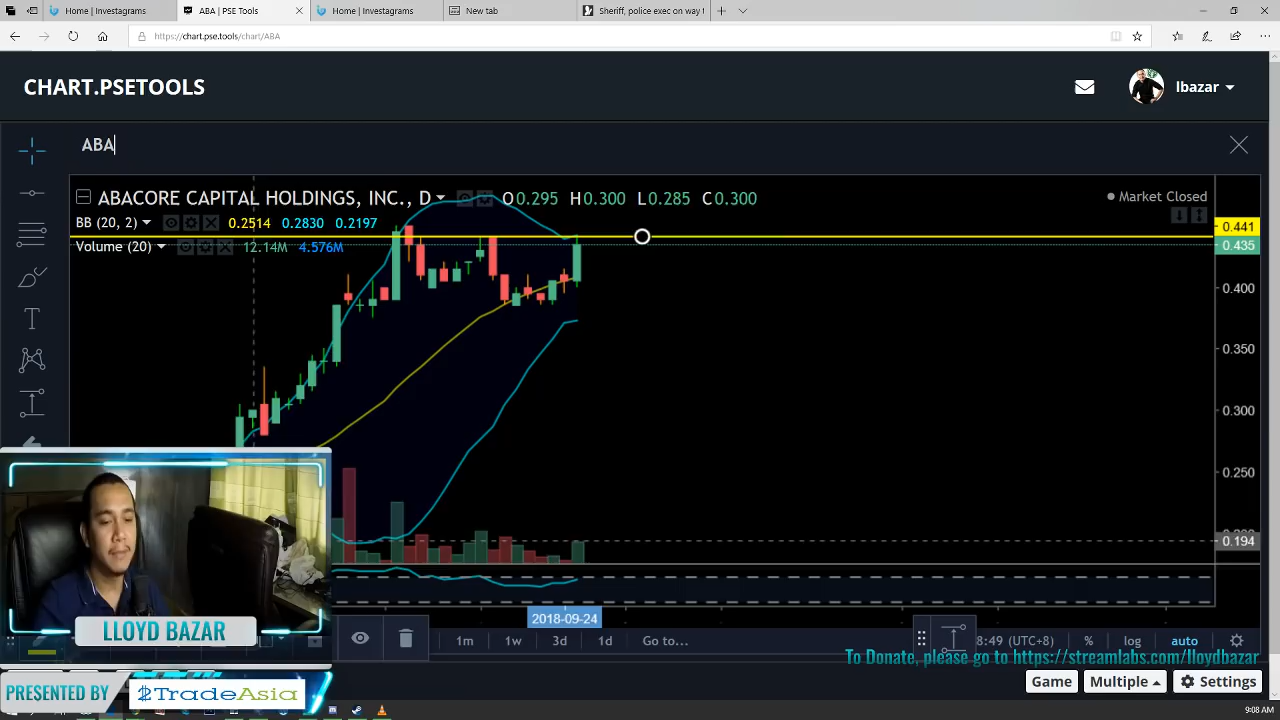 Home | Investagrams
ABA | PSE Tools
Home | Investagrams
New tab
Sheriff, police exec on way t
https://chart.pse.tools/chart/ABA
CHART.PSETOOLS
lbazar
ABA
ABACORE CAPITAL HOLDINGS, INC., D O0.295 H0.300 L0.285 C0.300
Market Closed
BB (20, 2) 0.2514 0.2830 0.2197
0.441
Volume (20) 12.14M 4.576M
0.435
0.400
0.350
0.300
0.250
0.194
2018-09-24
LLOYD BAZAR
1m 1w 3d 1d Go to...
8:49 (UTC+8) % log auto
To Donate, please go to https://streamlabs.com/lloydbazar
PRESENTED BY
TradeAsia
Game Multiple Settings
9:08 AM